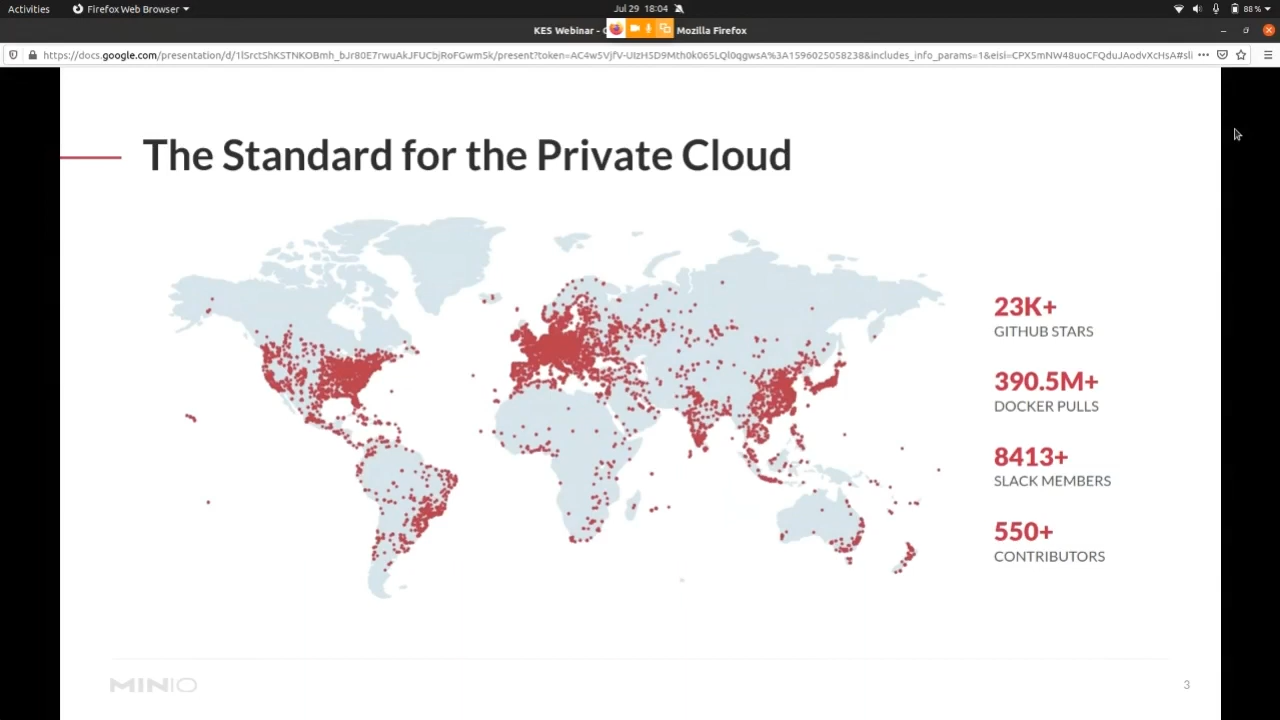 Activities
Firefox Web Browser
Jul 29 18:04
88%
KES Webinar -
Mozilla Firefox
The Standard for the Private Cloud
23K+
GITHUB STARS
390.5M+
DOCKER PULLS
8413+
SLACK MEMBERS
550+
CONTRIBUTORS
MINIO
3